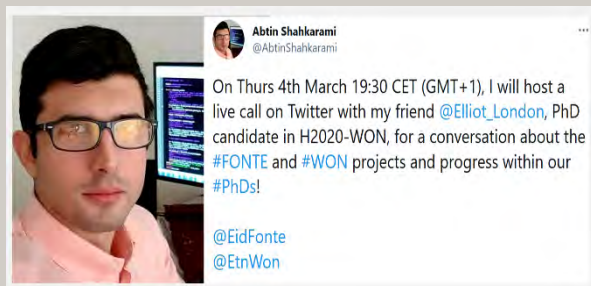 Abtin Shahkarami
@AbtinShahkarami
On Thurs 4th March 19:30 CET (GMT+1), I will host a
live call on Twitter with my friend @Elliot_London, PhD
candidate in H2020-WON, for a conversation about the
#FONTE and #WON projects and progress within our
#PhDs!
@EidFonte
@EtnWon